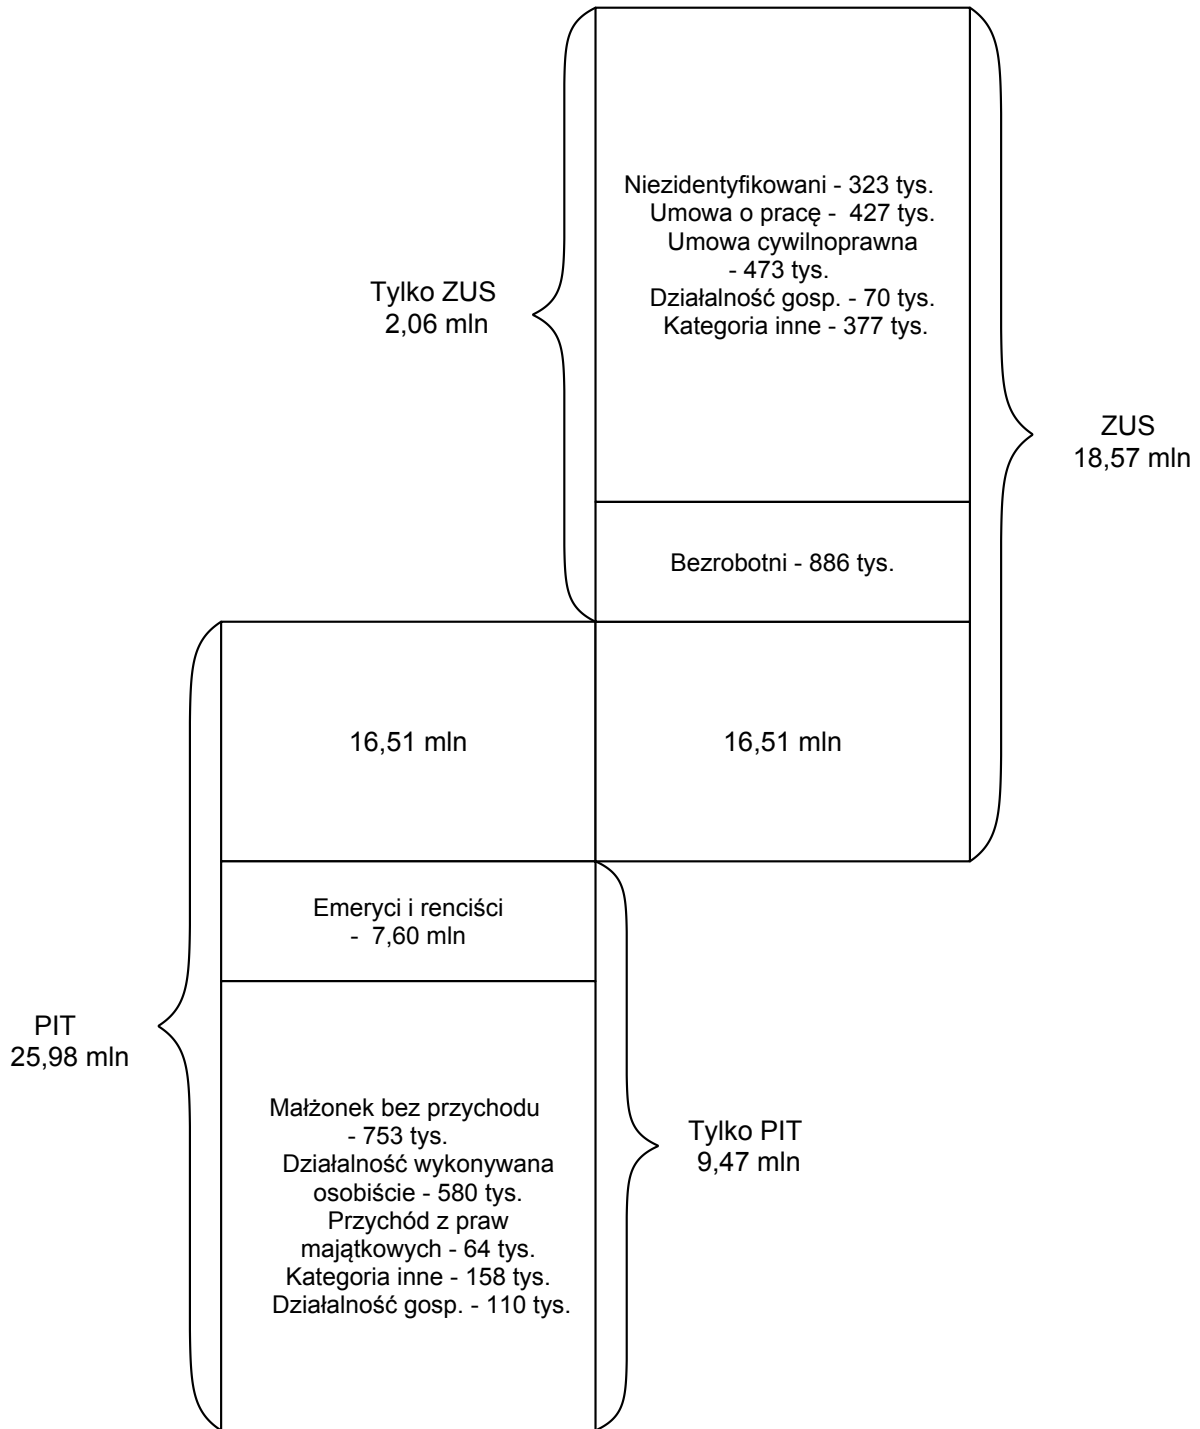 Niezidentyfikowani - 323 tys.
Umowa o pracę - 427 tys.
Umowa cywilnoprawna
- 473 tys.
Działalność gosp. - 70 tys.
Kategoria inne - 377 tys.
Tylko ZUS
2,06 mln
ZUS
18,57 mln
Bezrobotni - 886 tys.
16,51 mln
16,51 mln
Emeryci i renciści
- 7,60 mln
PIT
25,98 mln
Małżonek bez przychodu
- 753 tys.
Działalność wykonywana
osobiście - 580 tys.
Przychód z praw
majątkowych - 64 tys.
Kategoria inne - 158 tys.
Działalność gosp. - 110 tys.
Tylko PIT
9,47 mln